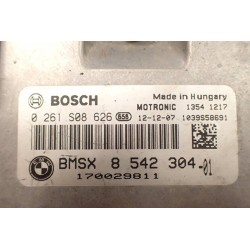 BOSCH
Made in Hungary
MOTRONIC 1354 1217
0 261 S08 626 658 12-12-07 1039S58691
BMSX 8 542 304-01
170029811